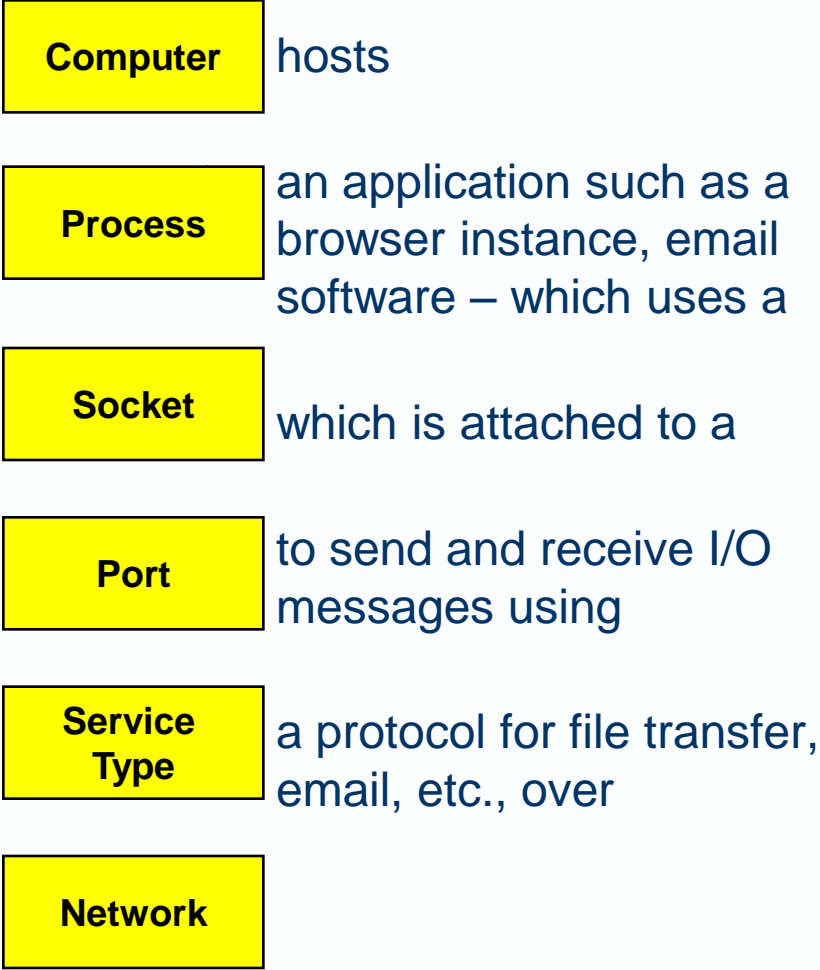 Computer
hosts
Process
an application such as a
browser instance, email
software – which uses a
Socket
which is attached to a
Port
to send and receive I/O
messages using
Service
Type
a protocol for file transfer,
email, etc., over
Network